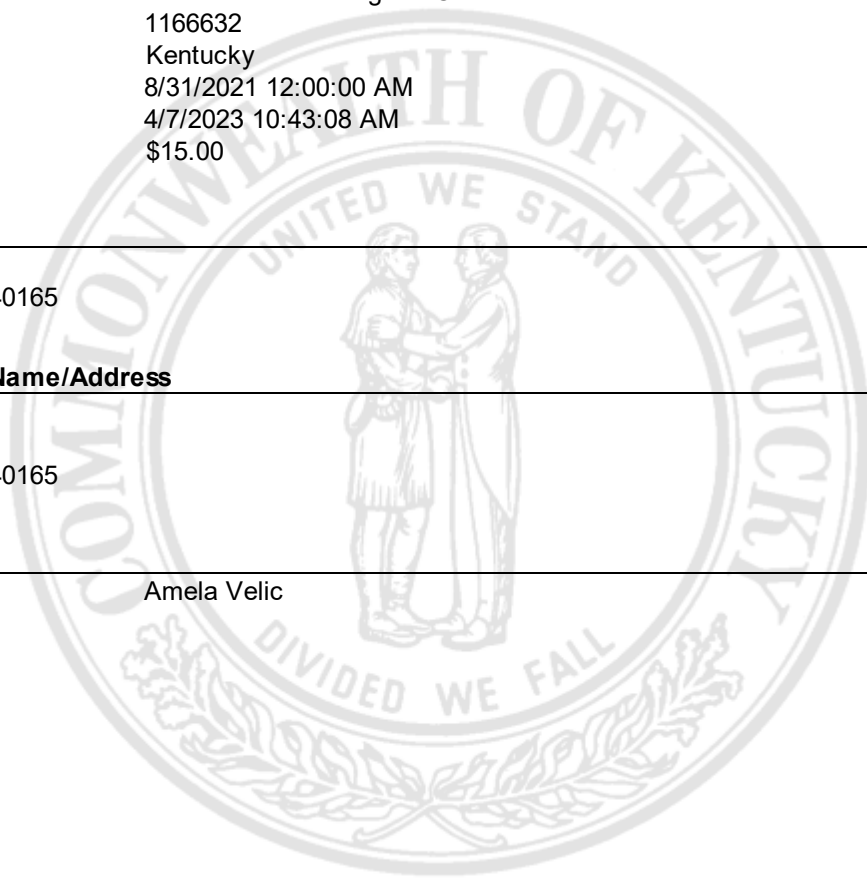 1166632
Kentucky
8/31/2021 12:00:00 AM
4/7/2023 10:43:08 AM
$15.00
COMMONWEALTH OF KENTUCKY
UNITED WE STAND
0165
Name/Address
0165
Amela Velic
DIVIDED WE FALL